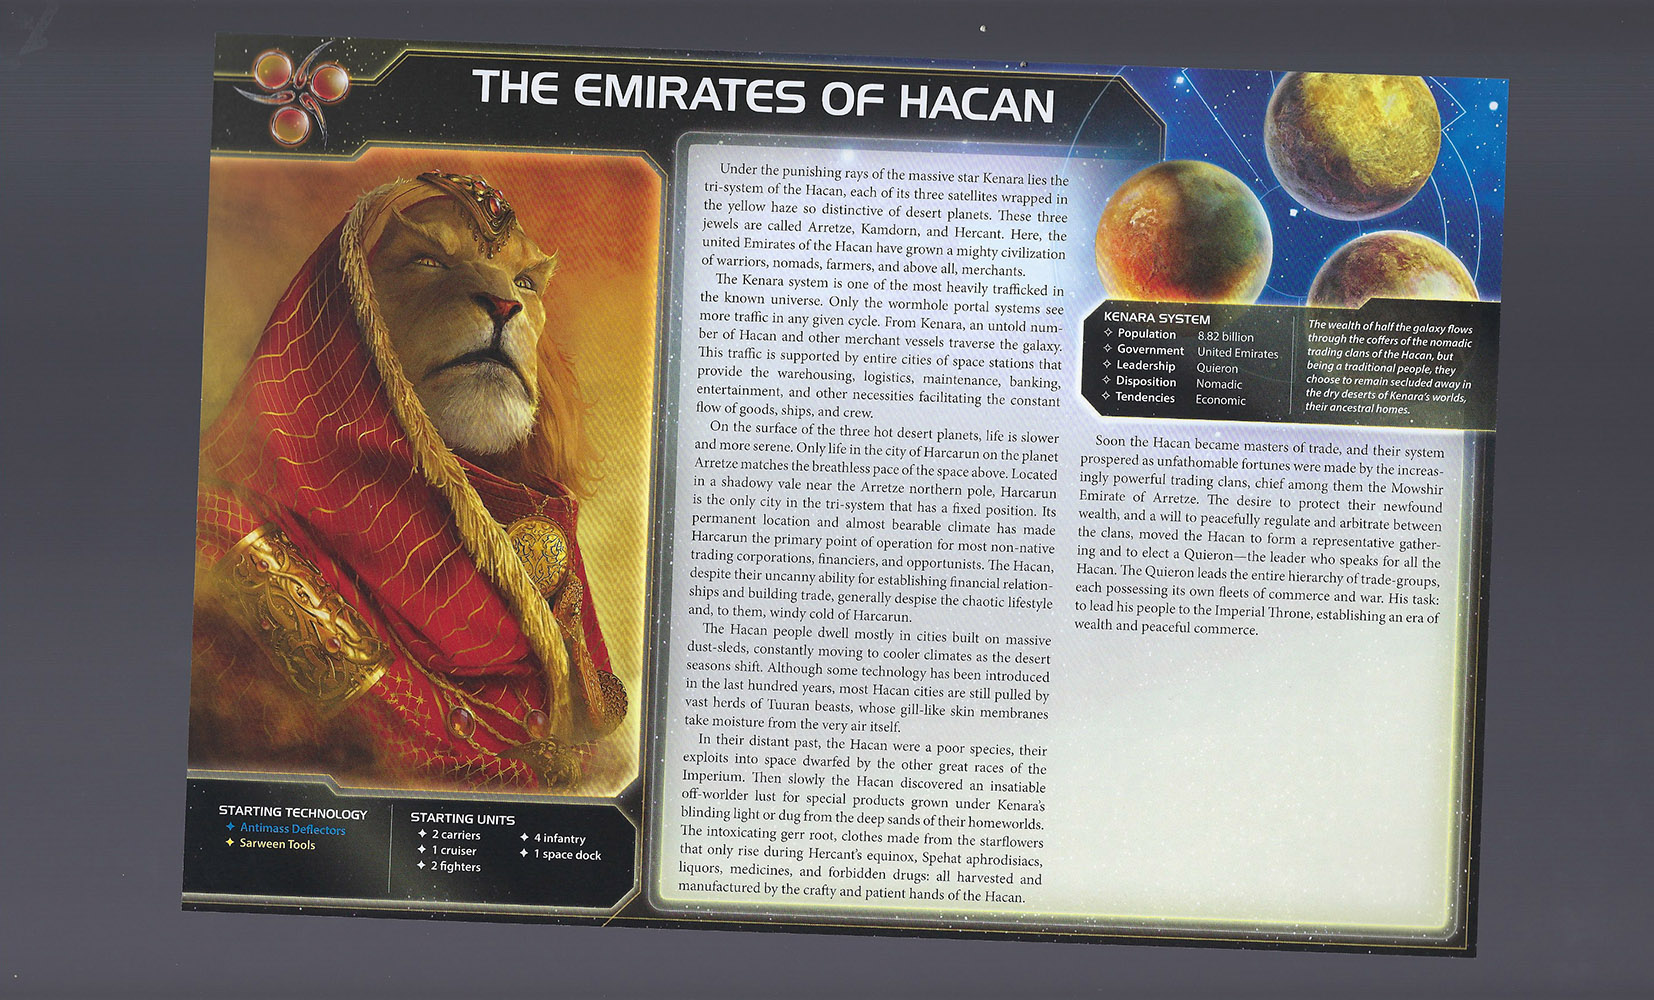 THE EMIRATES OF HACAN
Under the punishing rays of the massive star Kenara lies the
tri-system of the Hacan, each of its three satellites wrapped in
the yellow haze so distinctive of desert planets. These three
jewels are called Arretze, Kamdorn, and Hercant. Here, the
united Emirates of the Hacan have grown a mighty civilization
of warriors, nomads, farmers, and above all, merchants.
The Kenara system is one of the most heavily trafficked in
the known universe. Only the wormhole portal systems see
more traffic in any given cycle. From Kenara, an untold num-
ber of Hacan and other merchant vessels traverse the galaxy.
This traffic is supported by entire cities of space stations that
provide the warehousing, logistics, maintenance, banking,
entertainment, and other necessities facilitating the constant
flow of goods, ships, and crew.
On the surface of the three hot desert planets, life is slower
and more serene. Only life in the city of Harcarun on the planet
Arretze matches the breathless pace of the space above. Located
in a shadowy vale near the Arretze northern pole, Harcarun
is the only city in the tri-system that has a fixed position. Its
permanent location and almost bearable climate has made
Harcarun the primary point of operation for most non-native
trading corporations, financiers, and opportunists. The Hacan,
despite their uncanny ability for establishing financial relation-
ships and building trade, generally despise the chaotic lifestyle
and, to them, windy cold of Harcarun.
The Hacan people dwell mostly in cities built on massive
dust-sleds, constantly moving to cooler climates as the desert
seasons shift. Although some technology has been introduced
in the last hundred years, most Hacan cities are still pulled by
vast herds of Tuuran beasts, whose gill-like skin membranes
take moisture from the very air itself.
In their distant past, the Hacan were a poor species, their
exploits into space dwarfed by the other great races of the
Imperium. Then slowly the Hacan discovered an insatiable
off-worlder lust for special products grown under Kenara's
blinding light or dug from the deep sands of their homeworlds.
The intoxicating gerr root, clothes made from the starflowers
that only rise during Hercant's equinox, Spehat aphrodisiacs,
liquors, medicines, and forbidden drugs: all harvested and
manufactured by the crafty and patient hands of the Hacan.
KENARA SYSTEM
Population 8.82 billion
Government United Emirates
Leadership Quieron
Disposition Nomadic
Tendencies Economic
The wealth of half the galaxy flows
through the coffers of the nomadic
trading clans of the Hacan, but
being a traditional people, they
choose to remain secluded away in
the dry deserts of Kenara's worlds,
their ancestral homes.
Soon the Hacan became masters of trade, and their system
prospered as unfathomable fortunes were made by the increas-
ingly powerful trading clans, chief among them the Mowshir
Emirate of Arretze. The desire to protect their newfound
wealth, and a will to peacefully regulate and arbitrate between
the clans, moved the Hacan to form a representative gather-
ing and to elect a Quieron—the leader who speaks for all the
Hacan. The Quieron leads the entire hierarchy of trade-groups,
each possessing its own fleets of commerce and war. His task:
to lead his people to the Imperial Throne, establishing an era of
wealth and peaceful commerce.
STARTING TECHNOLOGY
Antimass Deflectors
Sarween Tools
STARTING UNITS
2 carriers
1 cruiser
2 fighters
4 infantry
1 space dock